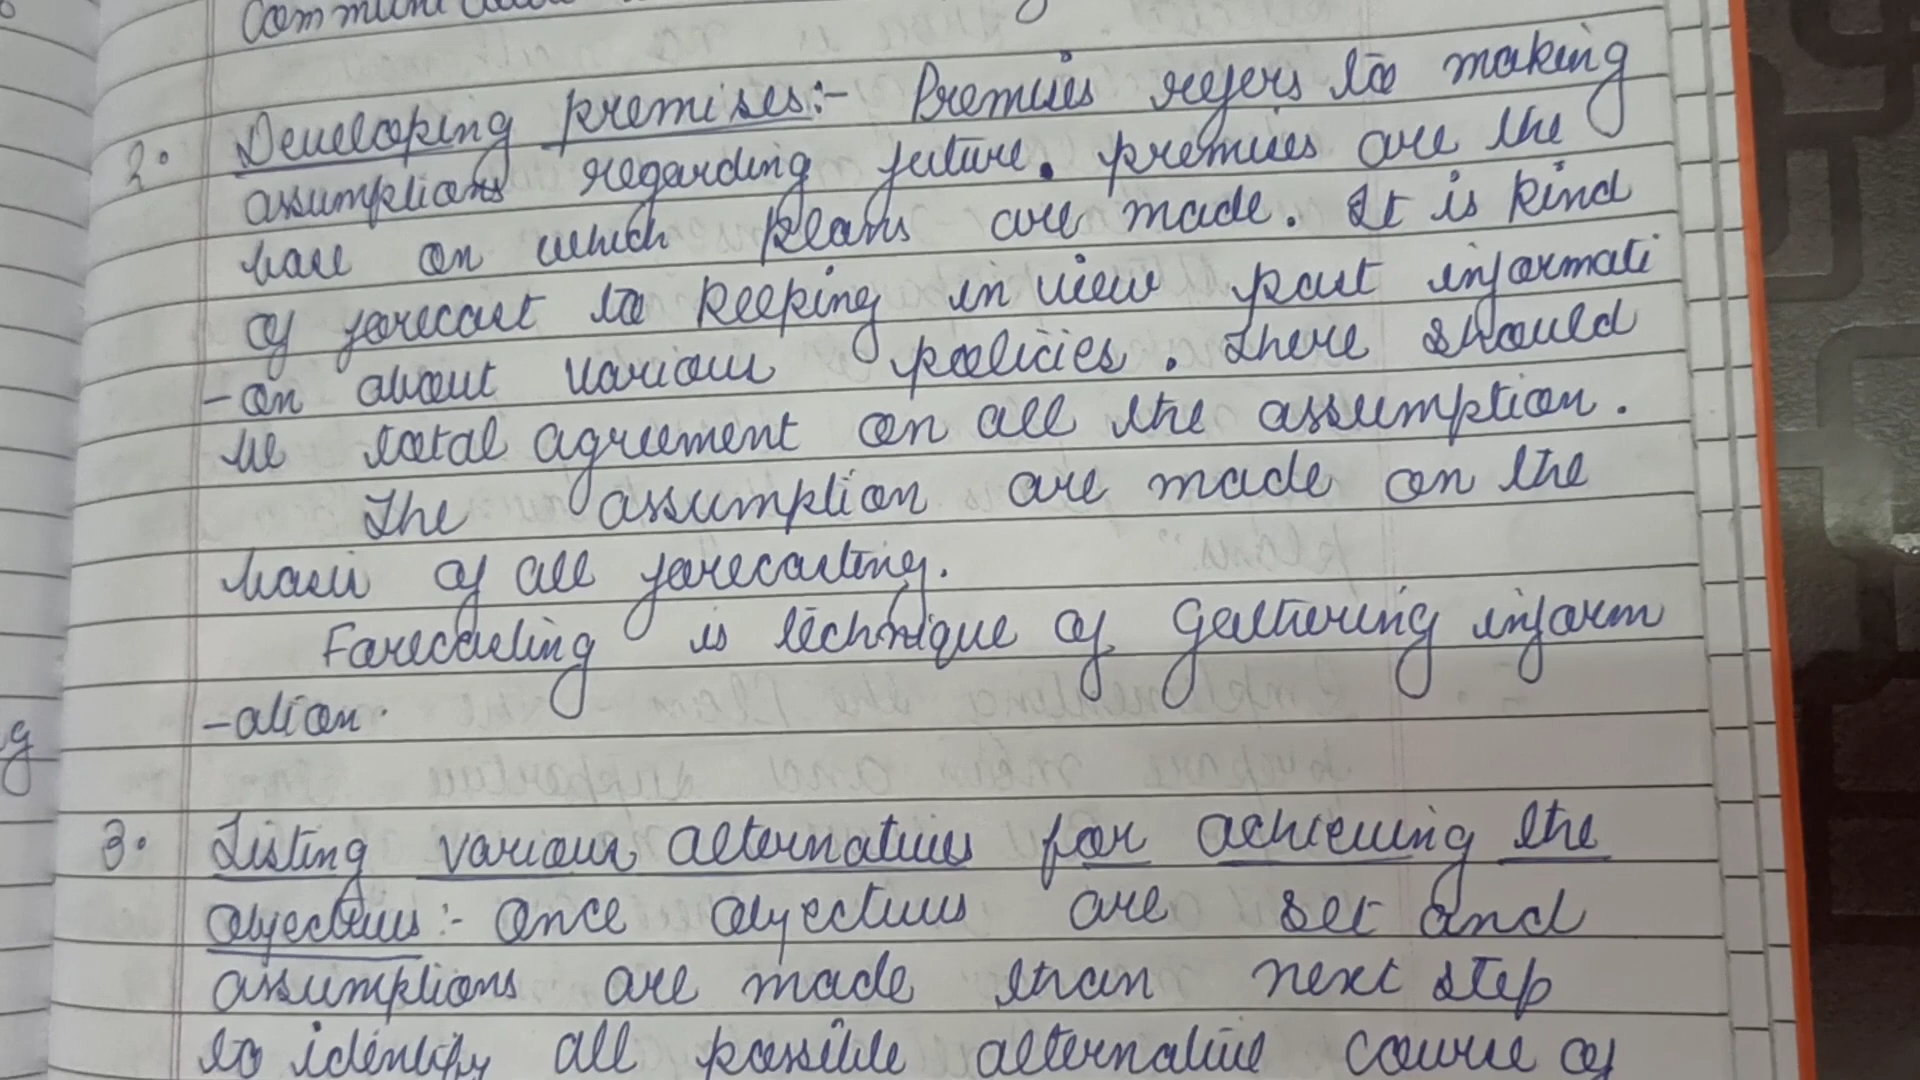 2. Developing premises:- Premises refers to making
assumptions regarding future. premises are the
base on which plans are made. It is kind
of forecast to keeping in view past informati
-on about various policies. There should
be total agreement on all the assumption.
The assumption are made on the
basis of all forecasting.
Forecasting is technique of gathering inform
-ation.
3. Listing various alternatives for achieving the
objectives:- once objectives are set and
assumptions are made than next step
to identify all possible alternative course of